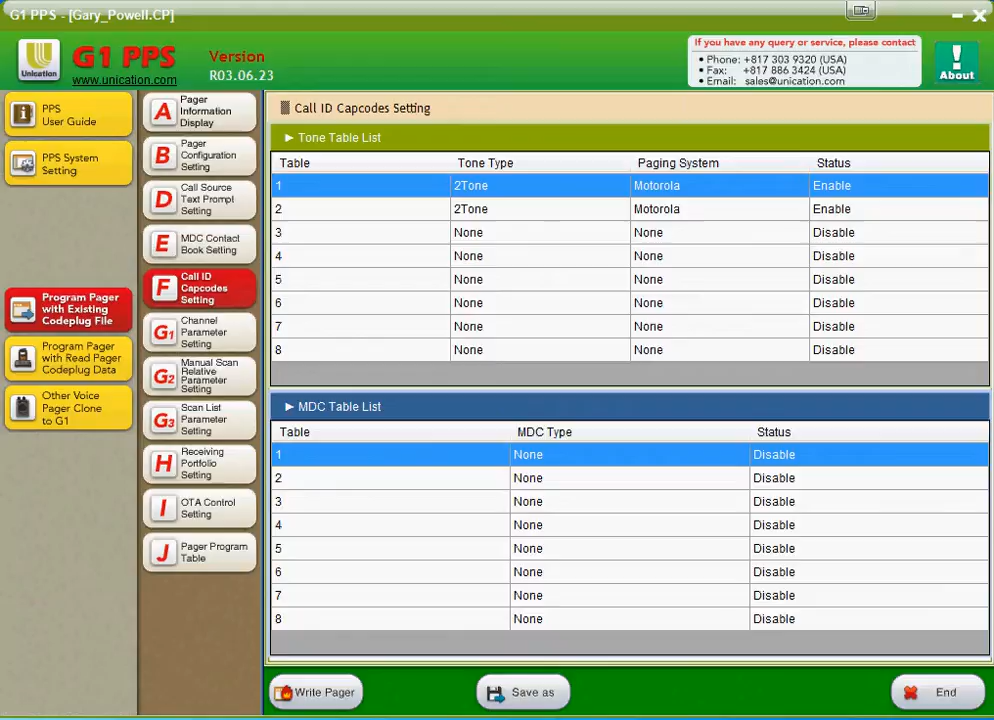 G1 PPS - [Gary_Powell.CP]
Unication
G1 PPS
www.unication.com
Version
R03.06.23
If you have any query or service, please contact
• Phone: +817 303 9320 (USA)
• Fax: +817 886 3424 (USA)
• Email: sales@unication.com
!
About
PPS
User Guide
PPS System
Setting
Program Pager
with Existing
Codeplug File
Program Pager
with Read Pager
Codeplug Data
Other Voice
Pager Clone
to G1
A
Pager
Information
Display
B
Pager
Configuration
Setting
D
Call Source
Text Prompt
Setting
E
MDC Contact
Book Setting
F
Call ID
Capcodes
Setting
G1
Channel
Parameter
Setting
G2
Manual Scan
Relative
Parameter
Setting
G3
Scan List
Parameter
Setting
H
Receiving
Portfolio
Setting
I
OTA Control
Setting
J
Pager Program
Table
Call ID Capcodes Setting
► Tone Table List
Table Tone Type Paging System Status
1 2Tone Motorola Enable
2 2Tone Motorola Enable
3 None None Disable
4 None None Disable
5 None None Disable
6 None None Disable
7 None None Disable
8 None None Disable
► MDC Table List
Table MDC Type Status
1 None Disable
2 None Disable
3 None Disable
4 None Disable
5 None Disable
6 None Disable
7 None Disable
8 None Disable
Write Pager
Save as
End